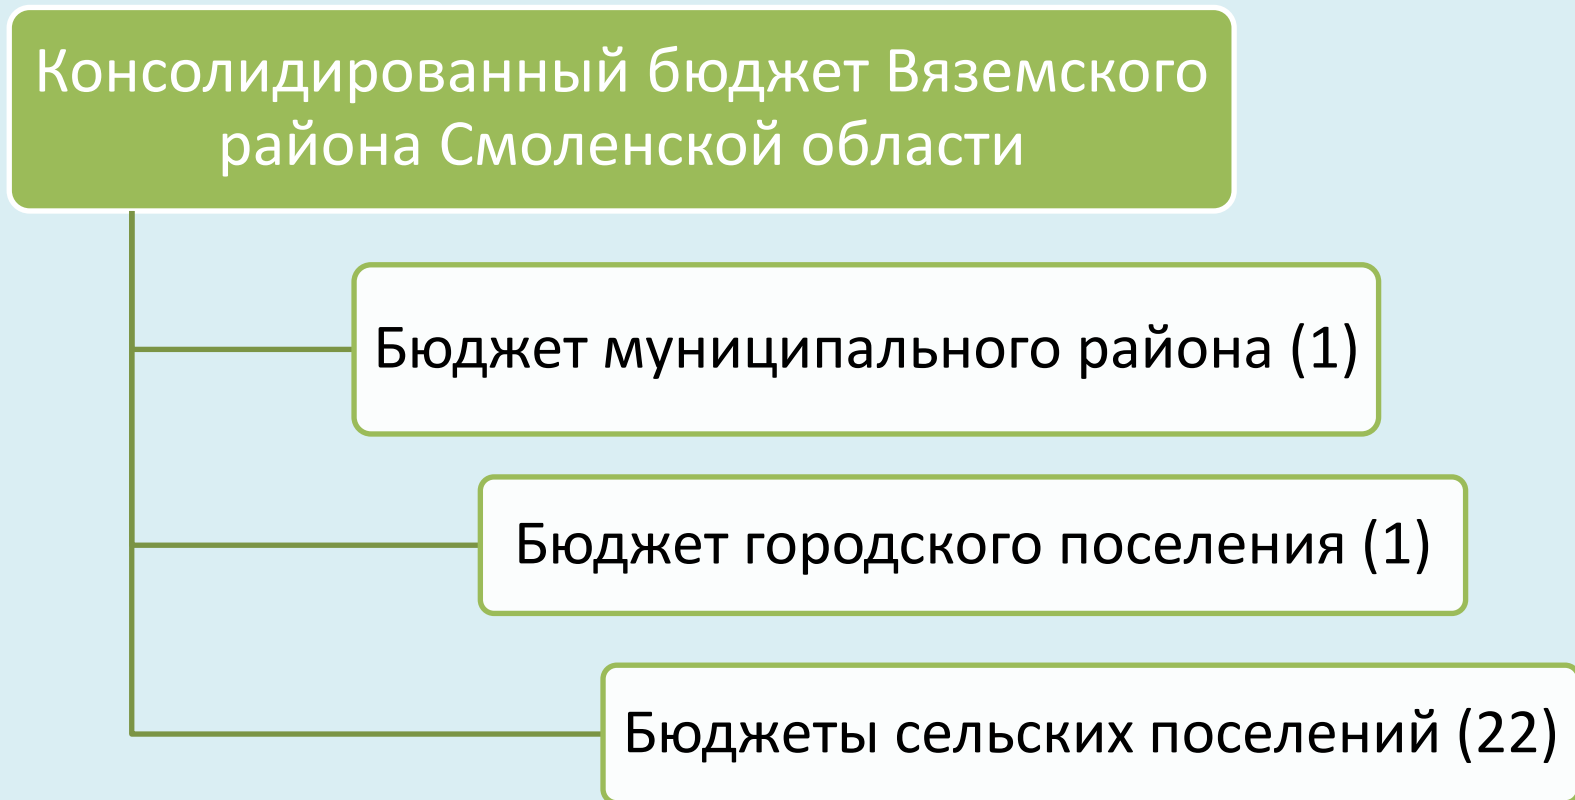 Консолидированный бюджет Вяземского
района Смоленской области
Бюджет муниципального района (1)
Бюджет городского поселения (1)
Бюджеты сельских поселений (22)